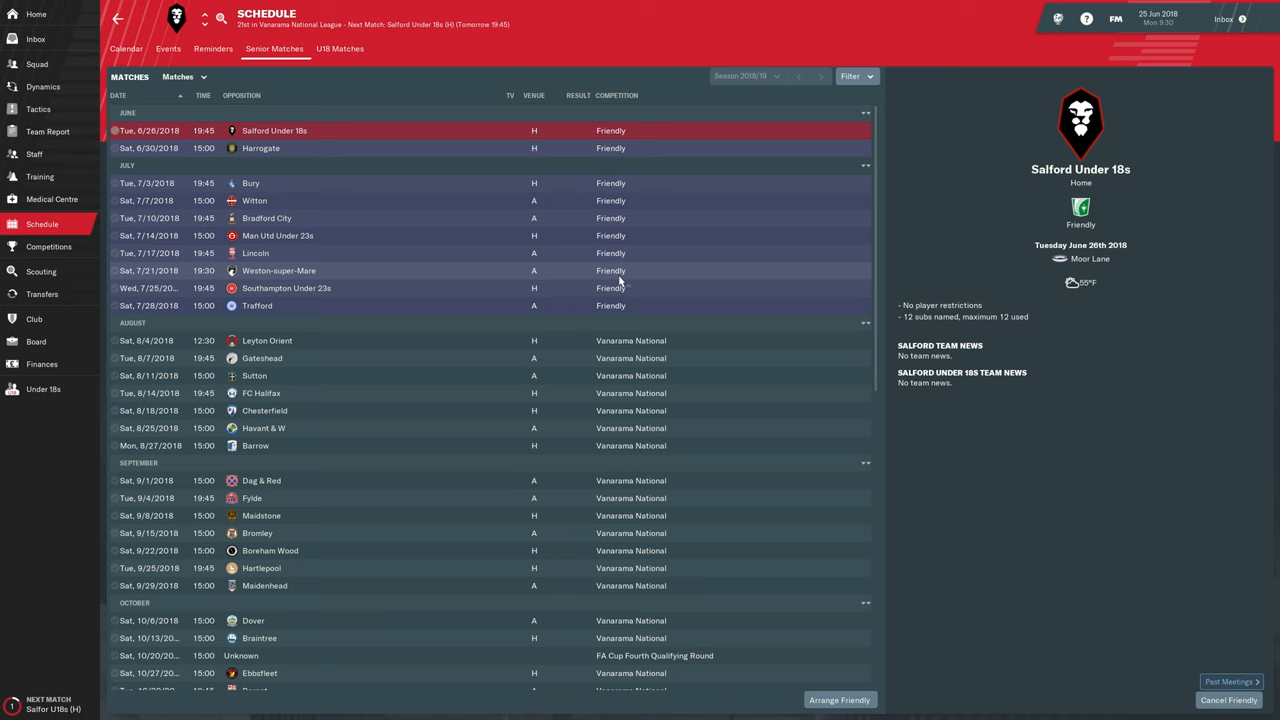 Home
Inbox
Squad
Dynamics
Tactics
Team Report
Staff
Training
Medical Centre
Schedule
Competitions
Scouting
Transfers
Club
Board
Finances
Under 18s
1 NEXT MATCH
Salfor U18s (H)
SCHEDULE
21st in Vanarama National League - Next Match: Salford Under 18s (H) (Tomorrow 19:45)
? FM 25 Jun 2018
Mon 9:30
Inbox
Calendar Events Reminders Senior Matches U18 Matches
MATCHES Matches Season 2018/19 Filter
DATE TIME OPPOSITION TV VENUE RESULT COMPETITION
JUNE
Tue, 6/26/2018 19:45 Salford Under 18s H Friendly
Sat, 6/30/2018 15:00 Harrogate H Friendly
JULY
Tue, 7/3/2018 19:45 Bury H Friendly
Sat, 7/7/2018 15:00 Witton A Friendly
Tue, 7/10/2018 19:45 Bradford City A Friendly
Sat, 7/14/2018 15:00 Man Utd Under 23s H Friendly
Tue, 7/17/2018 19:45 Lincoln A Friendly
Sat, 7/21/2018 19:30 Weston-super-Mare A Friendly
Wed, 7/25/20... 19:45 Southampton Under 23s H Friendly
Sat, 7/28/2018 15:00 Trafford A Friendly
AUGUST
Sat, 8/4/2018 12:30 Leyton Orient H Vanarama National
Tue, 8/7/2018 19:45 Gateshead A Vanarama National
Sat, 8/11/2018 15:00 Sutton A Vanarama National
Tue, 8/14/2018 19:45 FC Halifax H Vanarama National
Sat, 8/18/2018 15:00 Chesterfield H Vanarama National
Sat, 8/25/2018 15:00 Havant & W A Vanarama National
Mon, 8/27/2018 15:00 Barrow H Vanarama National
SEPTEMBER
Sat, 9/1/2018 15:00 Dag & Red A Vanarama National
Tue, 9/4/2018 19:45 Fylde A Vanarama National
Sat, 9/8/2018 15:00 Maidstone H Vanarama National
Sat, 9/15/2018 15:00 Bromley A Vanarama National
Sat, 9/22/2018 15:00 Boreham Wood H Vanarama National
Tue, 9/25/2018 19:45 Hartlepool H Vanarama National
Sat, 9/29/2018 15:00 Maidenhead A Vanarama National
OCTOBER
Sat, 10/6/2018 15:00 Dover A Vanarama National
Sat, 10/13/20... 15:00 Braintree H Vanarama National
Sat, 10/20/20... 15:00 Unknown FA Cup Fourth Qualifying Round
Sat, 10/27/20... 15:00 Ebbsfleet H Vanarama National
Arrange Friendly
Salford Under 18s
Home
Friendly
Tuesday June 26th 2018
Moor Lane
55°F
- No player restrictions
- 12 subs named, maximum 12 used
SALFORD TEAM NEWS
No team news.
SALFORD UNDER 18S TEAM NEWS
No team news.
Past Meetings
Cancel Friendly